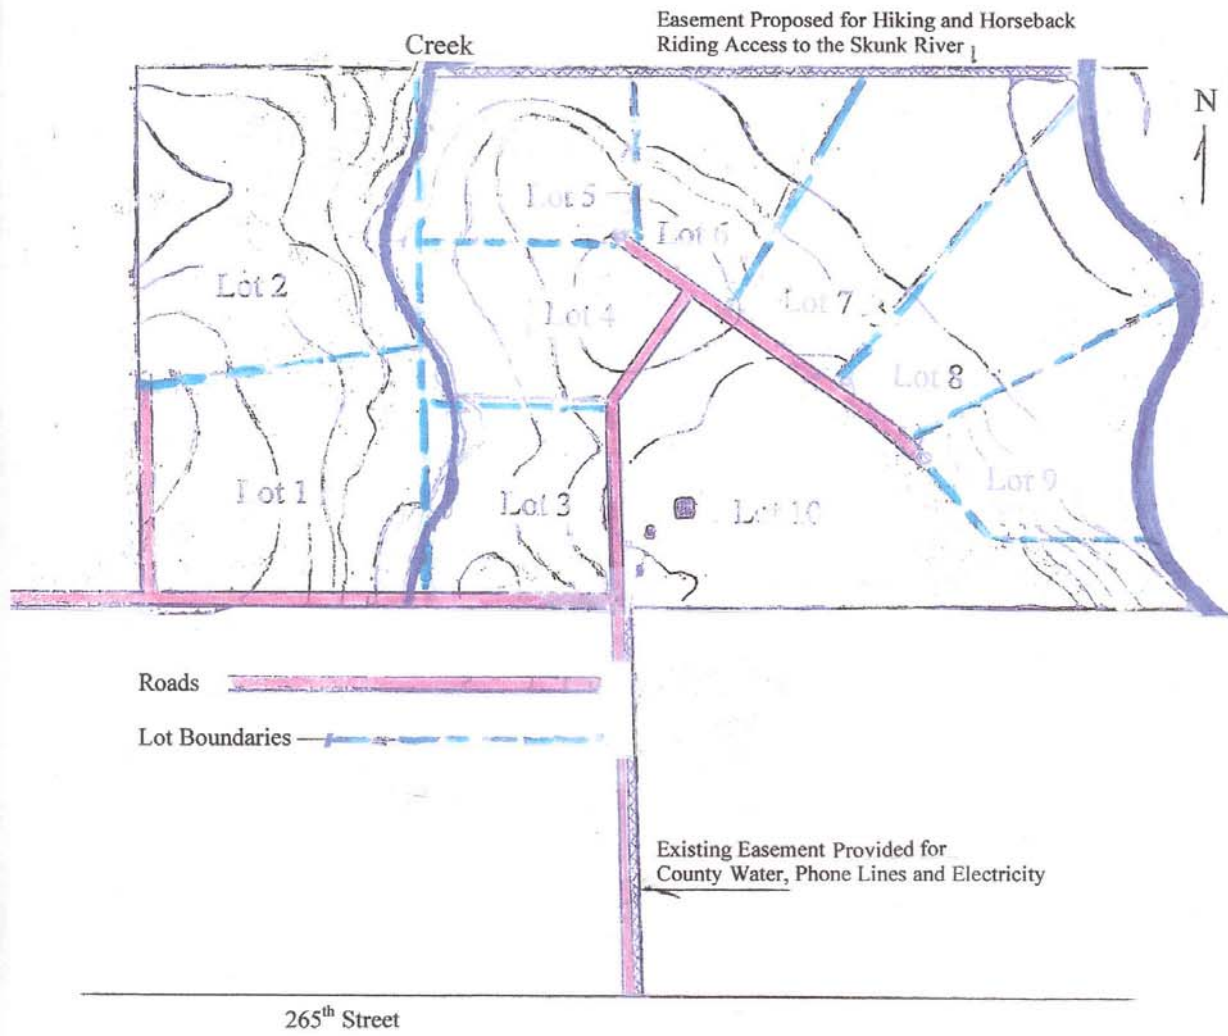 Easement Proposed for Hiking and Horseback
Riding Access to the Skunk River
Creek
N
Lot 5
Lot 6
Lot 2
Lot 7
Lot 4
Lot 8
Lot 1
Lot 3
Lot 10
Lot 9
Roads
Lot Boundaries
Existing Easement Provided for
County Water, Phone Lines and Electricity
265th Street